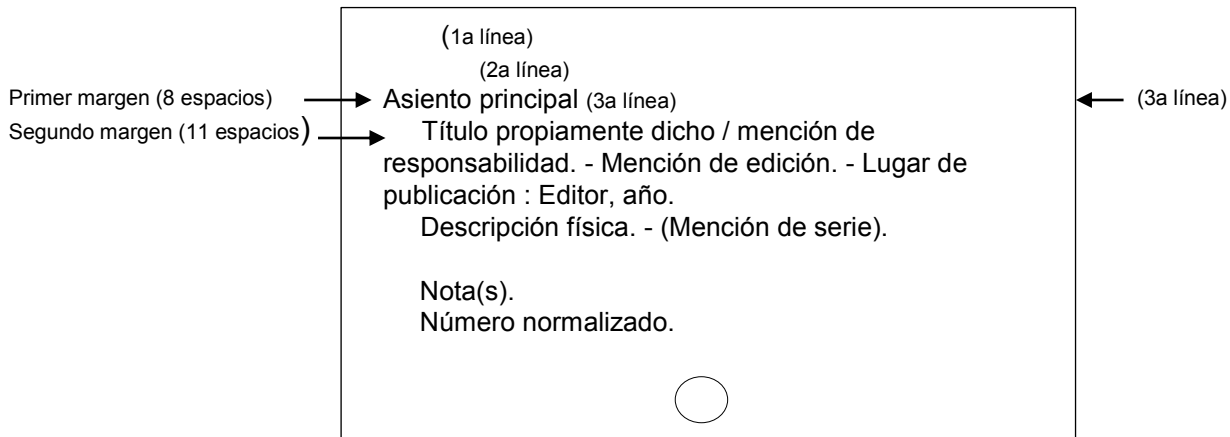 (1a línea)
(2a línea)
Primer margen (8 espacios) Asiento principal (3a línea) (3a línea)
Segundo margen (11 espacios) Título propiamente dicho / mención de
responsabilidad. - Mención de edición. - Lugar de
publicación : Editor, año.
Descripción física. - (Mención de serie).
Nota(s).
Número normalizado.